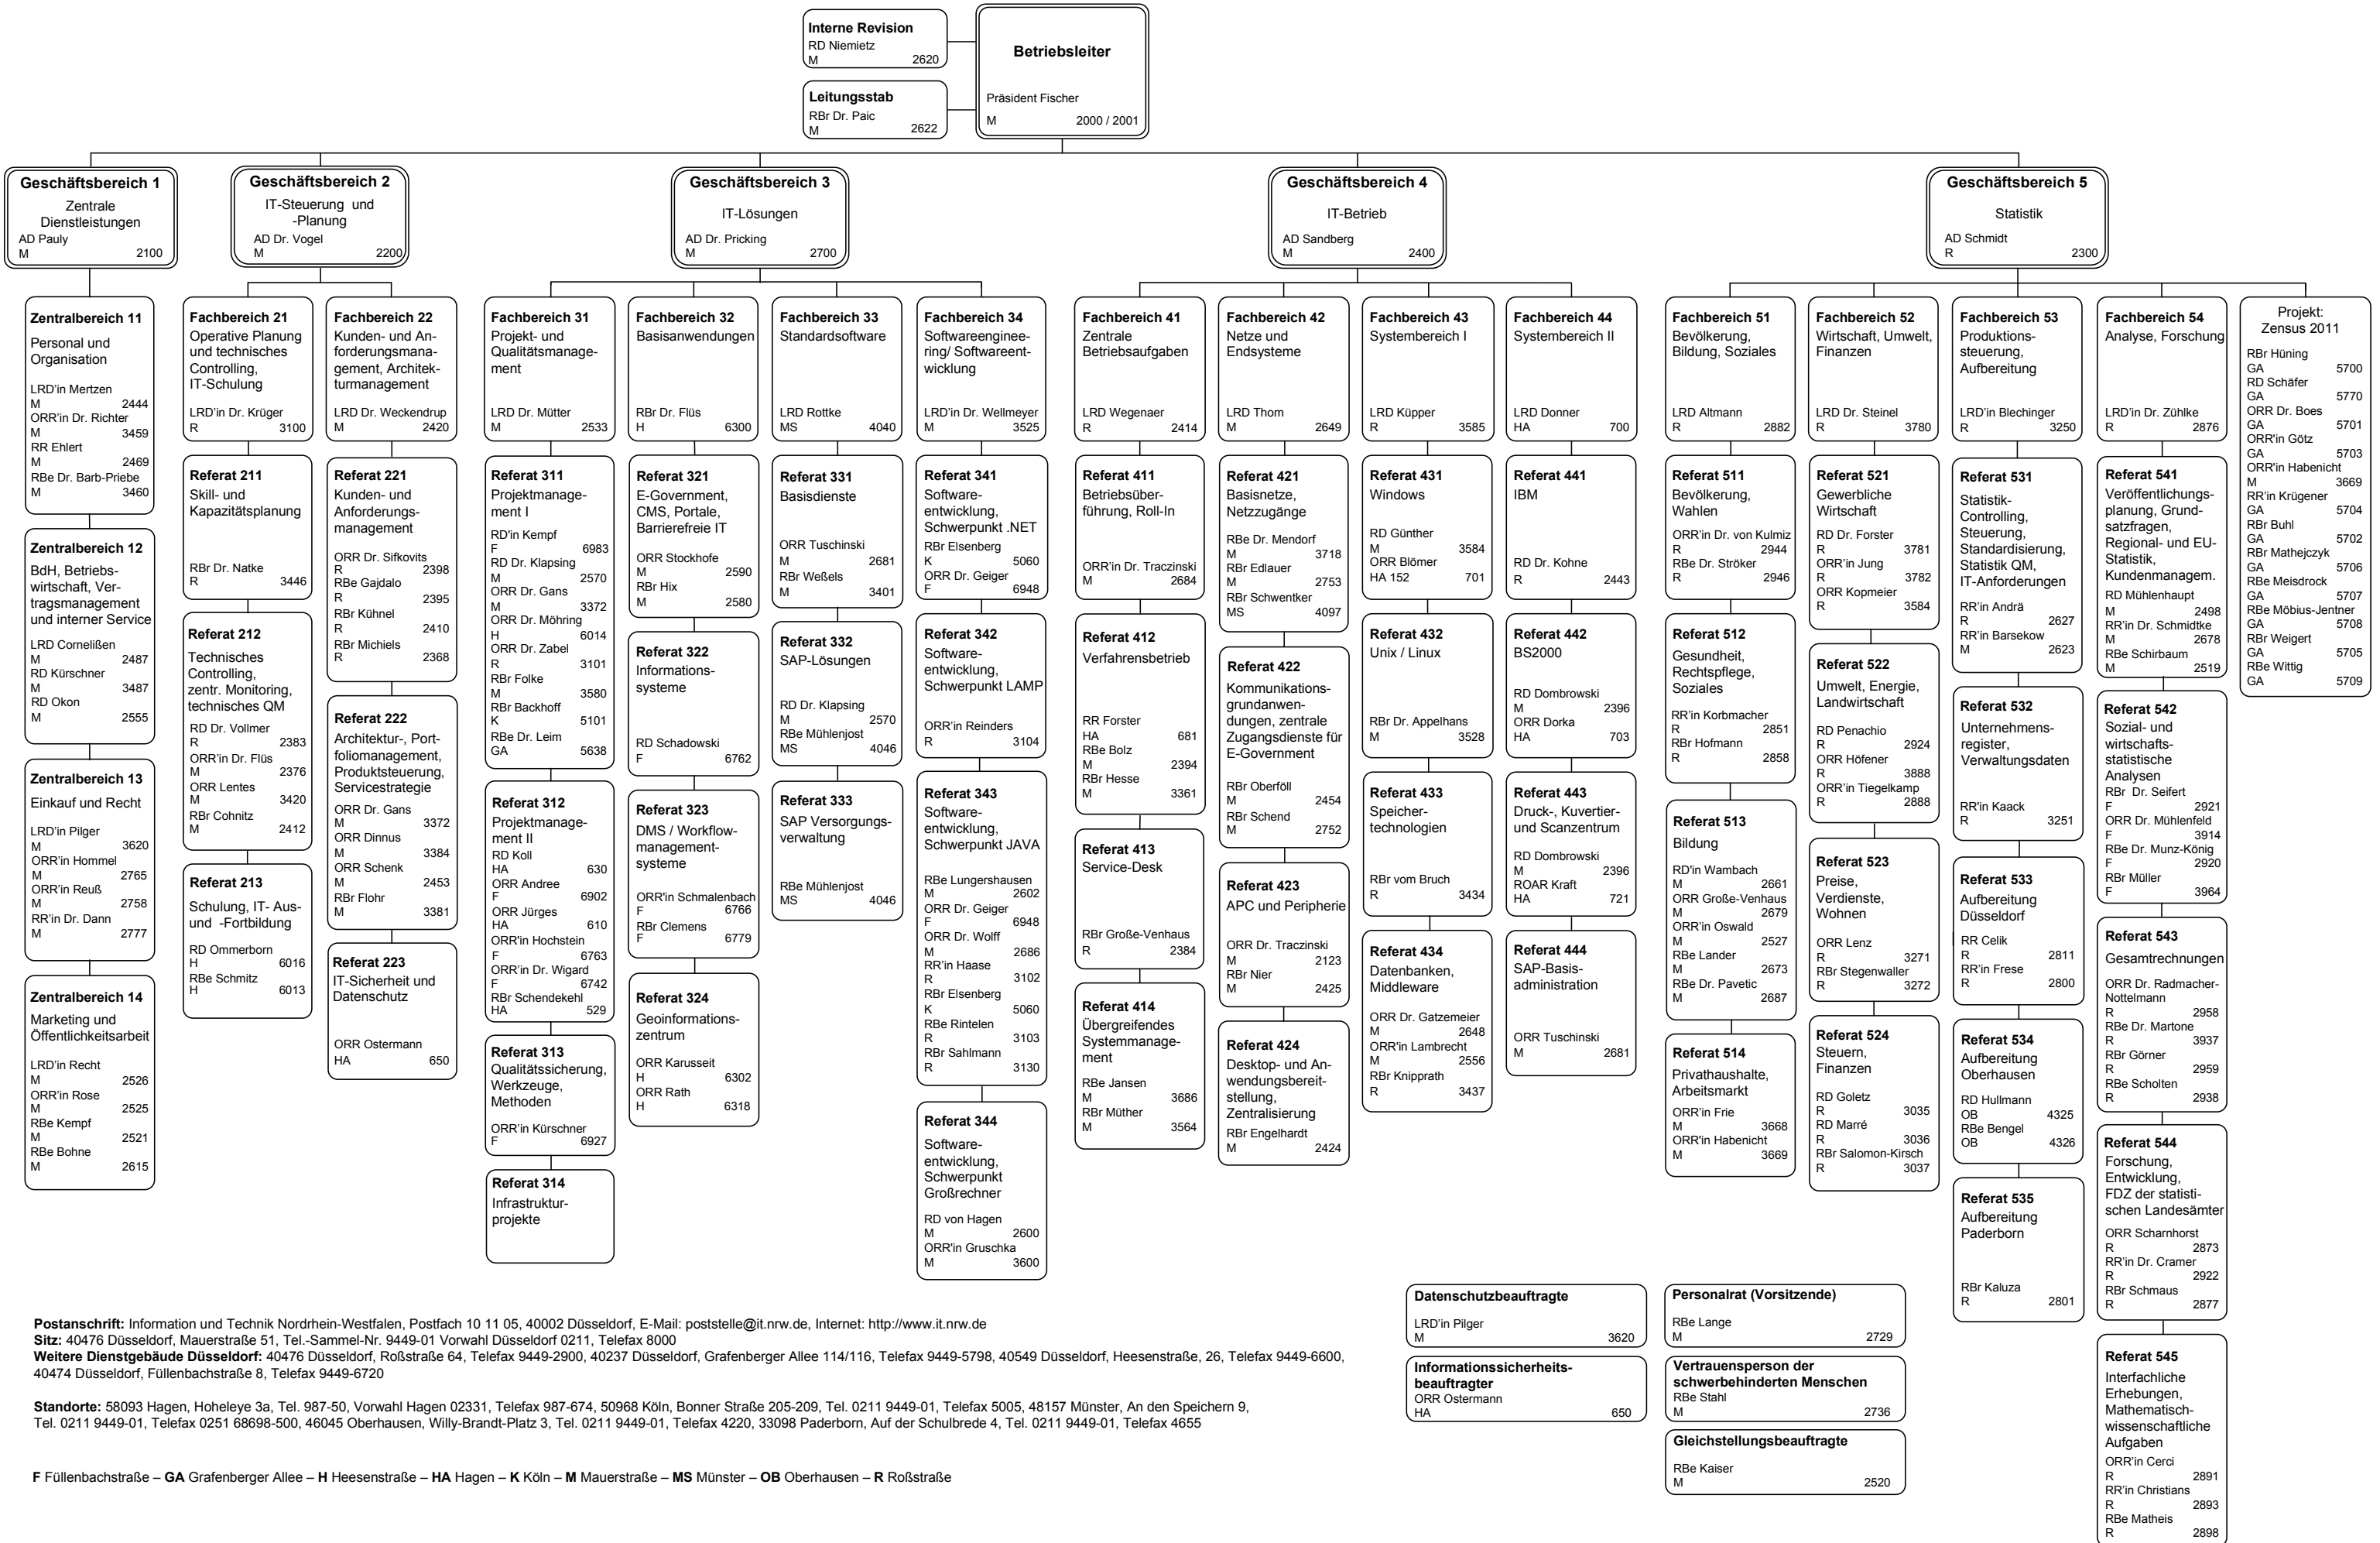 Interne Revision
RD Niemietz
M 2620
Leitungsstab
RBr Dr. Paic
M 2622
Betriebsleiter
Präsident Fischer
M 2000 / 2001
Geschäftsbereich 1
Zentrale
Dienstleistungen
AD Pauly
M 2100
Geschäftsbereich 2
IT-Steuerung und
-Planung
AD Dr. Vogel
M 2200
Geschäftsbereich 3
IT-Lösungen
AD Dr. Pricking
M 2700
Geschäftsbereich 4
IT-Betrieb
AD Sandberg
M 2400
Geschäftsbereich 5
Statistik
AD Schmidt
R 2300
Zentralbereich 11
Personal und
Organisation
LRD'in Mertzen
M 2444
ORR'in Dr. Richter
M 3459
RR Ehlert
M 2469
RBe Dr. Barb-Priebe
M 3460
Zentralbereich 12
BdH, Betriebs-
wirtschaft, Ver-
tragsmanagement
und interner Service
LRD Cornelißen
M 2487
RD Kürschner
M 3487
RD Okon
M 2555
Zentralbereich 13
Einkauf und Recht
LRD'in Pilger
M 3620
ORR'in Hommel
M 2765
ORR'in Reuß
M 2758
RR'in Dr. Dann
M 2777
Zentralbereich 14
Marketing und
Öffentlichkeitsarbeit
LRD'in Recht
M 2526
ORR'in Rose
M 2525
RBe Kempf
M 2521
RBe Bohne
M 2615
Fachbereich 21
Operative Planung
und technisches
Controlling,
IT-Schulung
LRD'in Dr. Krüger
R 3100
Referat 211
Skill- und
Kapazitätsplanung
RBr Dr. Natke
R 3446
Referat 212
Technisches
Controlling,
zentr. Monitoring,
technisches QM
RD Dr. Vollmer
R 2383
ORR'in Dr. Flüs
M 2376
ORR Lentes
M 3420
RBr Cohnitz
M 2412
Referat 213
Schulung, IT- Aus-
und -Fortbildung
RD Ommerborn
H 6016
RBe Schmitz
H 6013
Fachbereich 22
Kunden- und An-
forderungsmana-
gement, Architek-
turmanagement
LRD Dr. Weckendrup
M 2420
Referat 221
Kunden- und
Anforderungs-
management
ORR Dr. Sifkovits
R 2398
RBe Gajdalo
R 2395
RBr Kühnel
R 2410
RBr Michiels
R 2368
Referat 222
Architektur-, Port-
foliomanagement,
Produktsteuerung,
Servicestrategie
ORR Dr. Gans
M 3372
ORR Dinnus
M 3384
ORR Schenk
M 2453
RBr Flohr
M 3381
Referat 223
IT-Sicherheit und
Datenschutz
ORR Ostermann
HA 650
Fachbereich 31
Projekt- und
Qualitätsmanage-
ment
LRD Dr. Mütter
M 2533
Referat 311
Projektmanage-
ment I
RD'in Kempf
F 6983
RD Dr. Klapsing
M 2570
ORR Dr. Gans
M 3372
ORR Dr. Möhring
H 6014
ORR Dr. Zabel
R 3101
RBr Folke
M 3580
RBr Backhoff
K 5101
RBe Dr. Leim
GA 5638
Referat 312
Projektmanage-
ment II
RD Koll
HA 630
ORR Andree
F 6902
ORR Jürges
HA 610
ORR'in Hochstein
F 6763
ORR'in Dr. Wigard
F 6742
RBr Schendekehl
HA 529
Referat 313
Qualitätssicherung,
Werkzeuge,
Methoden
ORR'in Kürschner
F 6927
Referat 314
Infrastruktur-
projekte
Fachbereich 32
Basisanwendungen
RBr Dr. Flüs
H 6300
Referat 321
E-Government,
CMS, Portale,
Barrierefreie IT
ORR Stockhofe
M 2590
RBr Hix
M 2580
Referat 322
Informations-
systeme
RD Schadowski
F 6762
Referat 323
DMS / Workflow-
management-
systeme
ORR'in Schmalenbach
F 6766
RBr Clemens
F 6779
Referat 324
Geoinformations-
zentrum
ORR Karusseit
H 6302
ORR Rath
H 6318
Fachbereich 33
Standardsoftware
LRD Rottke
MS 4040
Referat 331
Basisdienste
ORR Tuschinski
M 2681
RBr Weßels
M 3401
Referat 332
SAP-Lösungen
RD Dr. Klapsing
M 2570
RBe Mühlenjost
MS 4046
Referat 333
SAP Versorgungs-
verwaltung
RBe Mühlenjost
MS 4046
Fachbereich 34
Softwareenginee-
ring/ Softwareent-
wicklung
LRD'in Dr. Wellmeyer
M 3525
Referat 341
Software-
entwicklung,
Schwerpunkt .NET
RBr Elsenberg
K 5060
ORR Dr. Geiger
F 6948
Referat 342
Software-
entwicklung,
Schwerpunkt LAMP
ORR'in Reinders
R 3104
Referat 343
Software-
entwicklung,
Schwerpunkt JAVA
RBe Lungershausen
M 2602
ORR Dr. Geiger
F 6948
ORR Dr. Wolff
M 2686
RR'in Haase
R 3102
RBr Elsenberg
K 5060
RBe Rintelen
R 3103
RBr Sahlmann
R 3130
Referat 344
Software-
entwicklung,
Schwerpunkt
Großrechner
RD von Hagen
M 2600
ORR'in Gruschka
M 3600
Fachbereich 41
Zentrale
Betriebsaufgaben
LRD Wegenaer
R 2414
Referat 411
Betriebsüber-
führung, Roll-In
ORR'in Dr. Traczinski
M 2684
Referat 412
Verfahrensbetrieb
RR Forster
HA 681
RBe Bolz
M 2394
RBr Hesse
M 3361
Referat 413
Service-Desk
RBr Große-Venhaus
R 2384
Referat 414
Übergreifendes
Systemmanage-
ment
RBe Jansen
M 3686
RBr Müther
M 3564
Fachbereich 42
Netze und
Endsysteme
LRD Thom
M 2649
Referat 421
Basisnetze,
Netzzugänge
RBe Dr. Mendorf
M 3718
RBr Edlauer
M 2753
RBr Schwentker
MS 4097
Referat 422
Kommunikations-
grundanwen-
dungen, zentrale
Zugangsdienste für
E-Government
RBr Oberföll
M 2454
RBr Schend
M 2752
Referat 423
APC und Peripherie
ORR Dr. Traczinski
M 2123
RBr Nier
M 2425
Referat 424
Desktop- und An-
wendungsbereit-
stellung,
Zentralisierung
RBr Engelhardt
M 2424
Fachbereich 43
Systembereich I
LRD Küpper
R 3585
Referat 431
Windows
RD Günther
M 3584
ORR Blömer
HA 152 701
Referat 432
Unix / Linux
RBr Dr. Appelhans
M 3528
Referat 433
Speicher-
technologien
RBr vom Bruch
R 3434
Referat 434
Datenbanken,
Middleware
ORR Dr. Gatzemeier
M 2648
ORR'in Lambrecht
M 2556
RBr Knipprath
R 3437
Fachbereich 44
Systembereich II
LRD Donner
HA 700
Referat 441
IBM
RD Dr. Kohne
R 2443
Referat 442
BS2000
RD Dombrowski
M 2396
ORR Dorka
HA 703
Referat 443
Druck-, Kuvertier-
und Scanzentrum
RD Dombrowski
M 2396
ROAR Kraft
HA 721
Referat 444
SAP-Basis-
administration
ORR Tuschinski
M 2681
Fachbereich 51
Bevölkerung,
Bildung, Soziales
LRD Altmann
R 2882
Referat 511
Bevölkerung,
Wahlen
ORR'in Dr. von Kulmiz
R 2944
RBe Dr. Ströker
R 2946
Referat 512
Gesundheit,
Rechtspflege,
Soziales
RR'in Korbmacher
R 2851
RBr Hofmann
R 2858
Referat 513
Bildung
RD'in Wambach
M 2661
ORR Große-Venhaus
M 2679
ORR'in Oswald
M 2527
RBe Lander
M 2673
RBe Dr. Pavetic
M 2687
Referat 514
Privathaushalte,
Arbeitsmarkt
ORR'in Frie
M 3668
ORR'in Habenicht
M 3669
Fachbereich 52
Wirtschaft, Umwelt,
Finanzen
LRD Dr. Steinel
R 3780
Referat 521
Gewerbliche
Wirtschaft
RD Dr. Forster
R 3781
ORR'in Jung
R 3782
ORR Kopmeier
R 3584
Referat 522
Umwelt, Energie,
Landwirtschaft
RD Penachio
R 2924
ORR Höfener
R 3888
ORR'in Tiegelkamp
R 2888
Referat 523
Preise,
Verdienste,
Wohnen
ORR Lenz
R 3271
RBr Stegenwaller
R 3272
Referat 524
Steuern,
Finanzen
RD Goletz
R 3035
RD Marré
R 3036
RBr Salomon-Kirsch
R 3037
Fachbereich 53
Produktions-
steuerung,
Aufbereitung
LRD'in Blechinger
R 3250
Referat 531
Statistik-
Controlling,
Steuerung,
Standardisierung,
Statistik QM,
IT-Anforderungen
RR'in Andrä
R 2627
RR'in Barsekow
M 2623
Referat 532
Unternehmens-
register,
Verwaltungsdaten
RR'in Kaack
R 3251
Referat 533
Aufbereitung
Düsseldorf
RR Celik
R 2811
RR'in Frese
R 2800
Referat 534
Aufbereitung
Oberhausen
RD Hullmann
OB 4325
RBe Bengel
OB 4326
Referat 535
Aufbereitung
Paderborn
RBr Kaluza
R 2801
Fachbereich 54
Analyse, Forschung
LRD'in Dr. Zühlke
R 2876
Referat 541
Veröffentlichungs-
planung, Grund-
satzfragen,
Regional- und EU-
Statistik,
Kundenmanagem.
RD Mühlenhaupt
M 2498
RR'in Dr. Schmidtke
M 2678
RBe Schirbaum
M 2519
Referat 542
Sozial- und
wirtschafts-
statistische
Analysen
RBr Dr. Seifert
F 2921
ORR Dr. Mühlenfeld
F 3914
RBe Dr. Munz-König
F 2920
RBr Müller
F 3964
Referat 543
Gesamtrechnungen
ORR Dr. Radmacher-
Nottelmann
R 2958
RBe Dr. Martone
R 3937
RBr Görner
R 2959
RBe Scholten
R 2938
Referat 544
Forschung,
Entwicklung,
FDZ der statisti-
schen Landesämter
ORR Scharnhorst
R 2873
RR'in Dr. Cramer
R 2922
RBr Schmaus
R 2877
Referat 545
Interfachliche
Erhebungen,
Mathematisch-
wissenschaftliche
Aufgaben
ORR'in Cerci
R 2891
RR'in Christians
R 2893
RBe Matheis
R 2898
Projekt:
Zensus 2011
RBr Hüning
GA 5700
RD Schäfer
GA 5770
ORR Dr. Boes
GA 5701
ORR'in Götz
GA 5703
ORR'in Habenicht
M 3669
RR'in Krügener
GA 5704
RBr Buhl
GA 5702
RBr Mathejczyk
GA 5706
RBe Meisdrock
GA 5707
RBe Möbius-Jentner
GA 5708
RBr Weigert
GA 5705
RBe Wittig
GA 5709
Datenschutzbeauftragte
LRD'in Pilger
M 3620
Informationssicherheits-
beauftragter
ORR Ostermann
HA 650
Personalrat (Vorsitzende)
RBe Lange
M 2729
Vertrauensperson der
schwerbehinderten Menschen
RBe Stahl
M 2736
Gleichstellungsbeauftragte
RBe Kaiser
M 2520
Postanschrift: Information und Technik Nordrhein-Westfalen, Postfach 10 11 05, 40002 Düsseldorf, E-Mail: poststelle@it.nrw.de, Internet: http://www.it.nrw.de
Sitz: 40476 Düsseldorf, Mauerstraße 51, Tel.-Sammel-Nr. 9449-01 Vorwahl Düsseldorf 0211, Telefax 8000
Weitere Dienstgebäude Düsseldorf: 40476 Düsseldorf, Roßstraße 64, Telefax 9449-2900, 40237 Düsseldorf, Grafenberger Allee 114/116, Telefax 9449-5798, 40549 Düsseldorf, Heesenstraße, 26, Telefax 9449-6600,
40474 Düsseldorf, Füllenbachstraße 8, Telefax 9449-6720
Standorte: 58093 Hagen, Hoheleye 3a, Tel. 987-50, Vorwahl Hagen 02331, Telefax 987-674, 50968 Köln, Bonner Straße 205-209, Tel. 0211 9449-01, Telefax 5005, 48157 Münster, An den Speichern 9,
Tel. 0211 9449-01, Telefax 0251 68698-500, 46045 Oberhausen, Willy-Brandt-Platz 3, Tel. 0211 9449-01, Telefax 4220, 33098 Paderborn, Auf der Schulbrede 4, Tel. 0211 9449-01, Telefax 4655
F Füllenbachstraße – GA Grafenberger Allee – H Heesenstraße – HA Hagen – K Köln – M Mauerstraße – MS Münster – OB Oberhausen – R Roßstraße